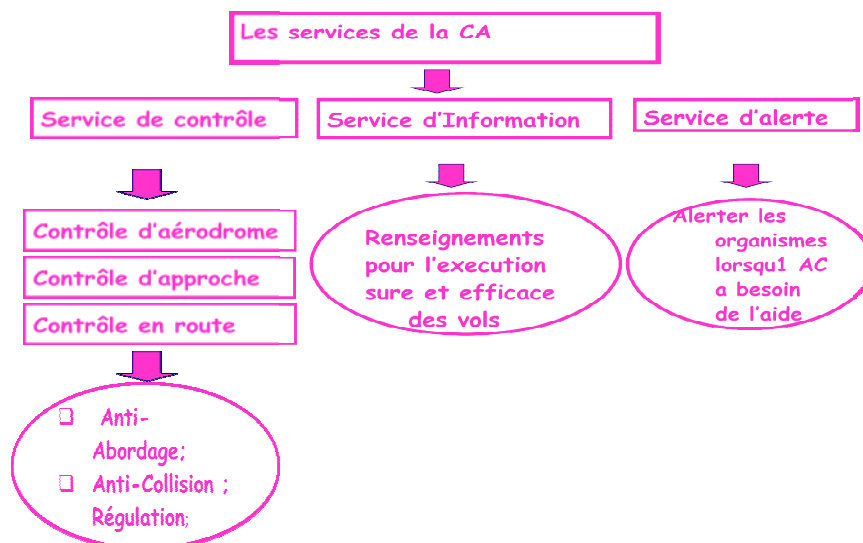 Les services de la CA
Service de contrôle
Service d'Information
Service d'alerte
Contrôle d'aérodrome
Contrôle d'approche
Contrôle en route
Renseignements
pour l'execution
sure et efficace
des vols
Alerter les
organismes
lorsqu1 AC
a besoin
de l'aide
❑ Anti-
Abordage;
❑ Anti-Collision ;
Régulation;